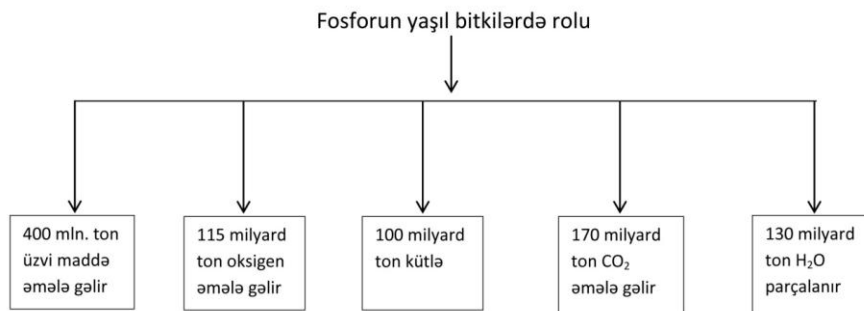 Fosforun yaşıl bitkilərdə rolu
400 mln. ton
üzvi maddə
əmələ gəlir
115 milyard
ton oksigen
əmələ gəlir
100 milyard
ton kütlə
170 milyard
ton CO₂
əmələ gəlir
130 milyard
ton H₂O
parçalanır